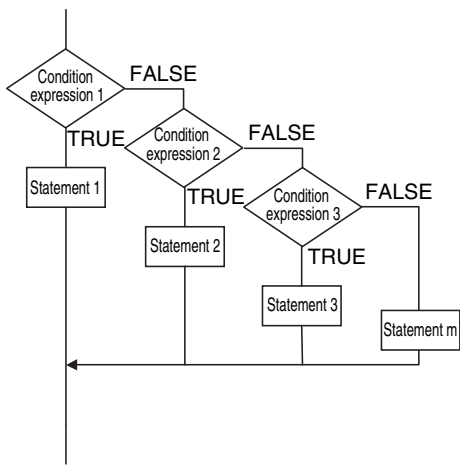 Condition
expression 1
FALSE
TRUE
Statement 1
Condition
expression 2
FALSE
TRUE
Statement 2
Condition
expression 3
FALSE
TRUE
Statement 3
Statement m